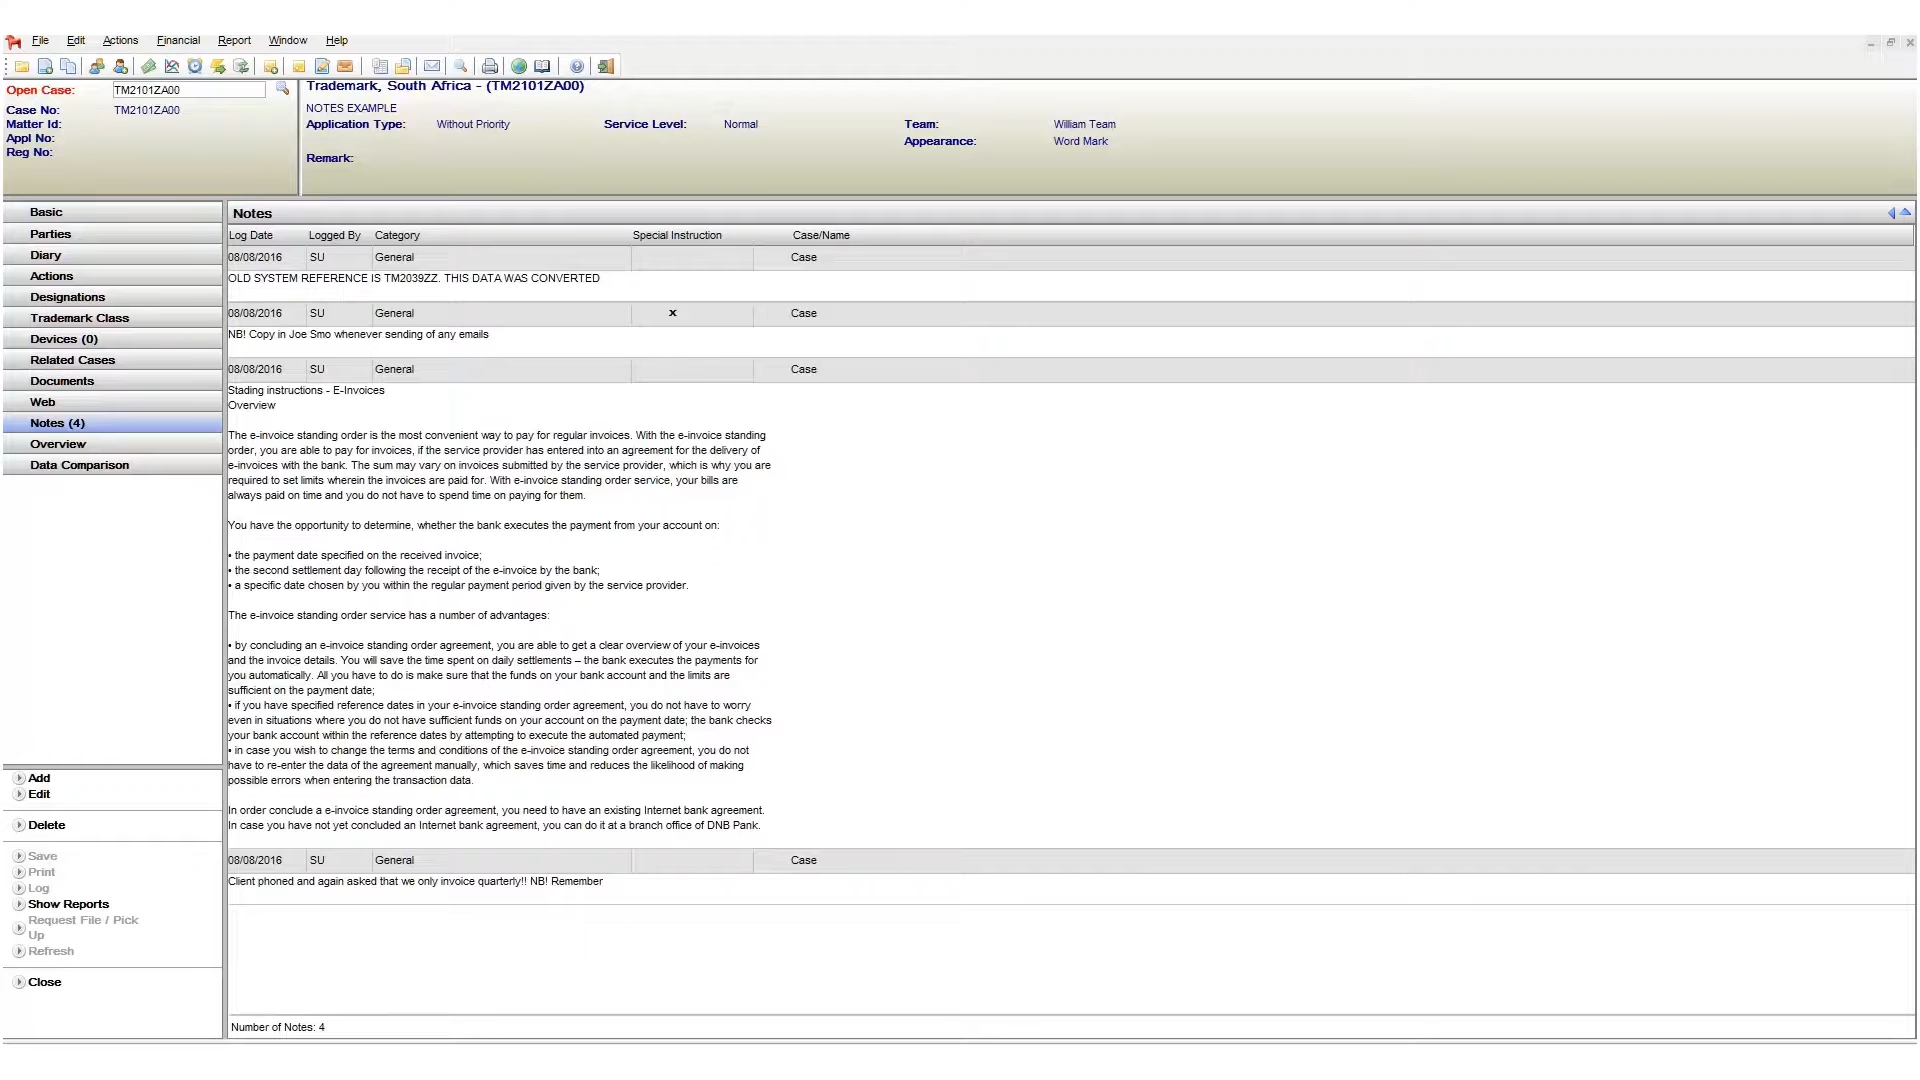 File Edit Actions Financial Report Window Help
Open Case: TM2101ZA00
Case No: TM2101ZA00
Matter Id:
Appl No:
Reg No:
Trademark, South Africa - (TM2101ZA00)
NOTES EXAMPLE
Application Type: Without Priority Service Level: Normal Team: William Team
Appearance: Word Mark
Remark:
Basic
Parties
Diary
Actions
Designations
Trademark Class
Devices (0)
Related Cases
Documents
Web
Notes (4)
Overview
Data Comparison
Add
Edit
Delete
Save
Print
Log
Show Reports
Request File / Pick
Up
Refresh
Close
Notes
Log Date Logged By Category Special Instruction Case/Name
08/08/2016 SU General Case
OLD SYSTEM REFERENCE IS TM2039ZZ. THIS DATA WAS CONVERTED
08/08/2016 SU General x Case
NB! Copy in Joe Smo whenever sending of any emails
08/08/2016 SU General Case
Stading instructions - E-Invoices
Overview
The e-invoice standing order is the most convenient way to pay for regular invoices. With the e-invoice standing
order, you are able to pay for invoices, if the service provider has entered into an agreement for the delivery of
e-invoices with the bank. The sum may vary on invoices submitted by the service provider, which is why you are
required to set limits wherein the invoices are paid for. With e-invoice standing order service, your bills are
always paid on time and you do not have to spend time on paying for them.
You have the opportunity to determine, whether the bank executes the payment from your account on:
• the payment date specified on the received invoice;
• the second settlement day following the receipt of the e-invoice by the bank;
• a specific date chosen by you within the regular payment period given by the service provider.
The e-invoice standing order service has a number of advantages:
• by concluding an e-invoice standing order agreement, you are able to get a clear overview of your e-invoices
and the invoice details. You will save the time spent on daily settlements – the bank executes the payments for
you automatically. All you have to do is make sure that the funds on your bank account and the limits are
sufficient on the payment date;
• if you have specified reference dates in your e-invoice standing order agreement, you do not have to worry
even in situations where you do not have sufficient funds on your account on the payment date; the bank checks
your bank account within the reference dates by attempting to execute the automated payment;
• in case you wish to change the terms and conditions of the e-invoice standing order agreement, you do not
have to re-enter the data of the agreement manually, which saves time and reduces the likelihood of making
possible errors when entering the transaction data.
In order conclude a e-invoice standing order agreement, you need to have an existing Internet bank agreement.
In case you have not yet concluded an Internet bank agreement, you can do it at a branch office of DNB Pank.
08/08/2016 SU General Case
Client phoned and again asked that we only invoice quarterly!! NB! Remember
Number of Notes: 4